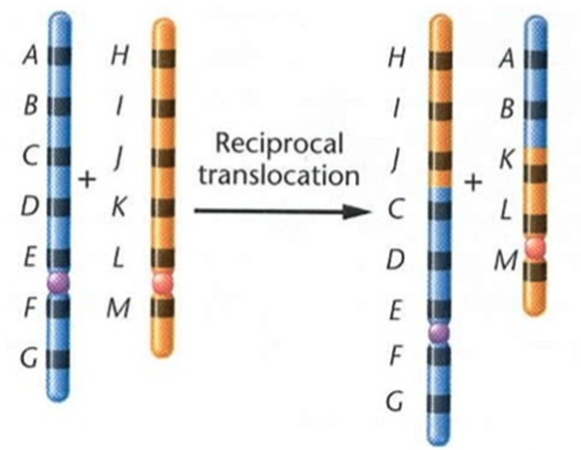 A
B
C
D
E
F
G
+
H
I
J
K
L
M
Reciprocal
translocation
H
I
J
C
D
E
F
G
+
A
B
K
L
M